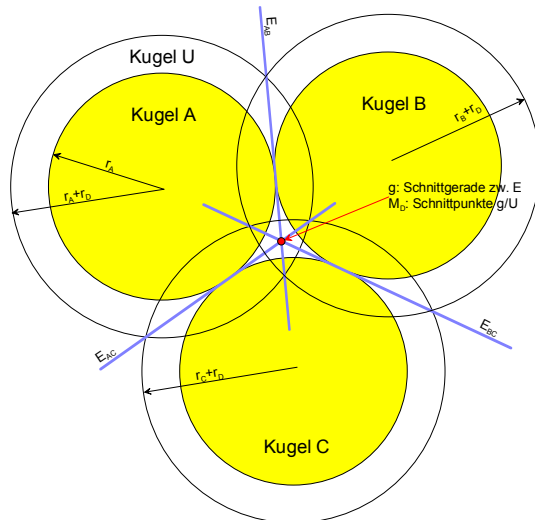 E_AB
Kugel U
Kugel A
Kugel B
r_A
r_A+r_D
r_B+r_D
g: Schnittgerade zw. E
M_D: Schnittpunkte g/U
E_AC
E_BC
r_C+r_D
Kugel C